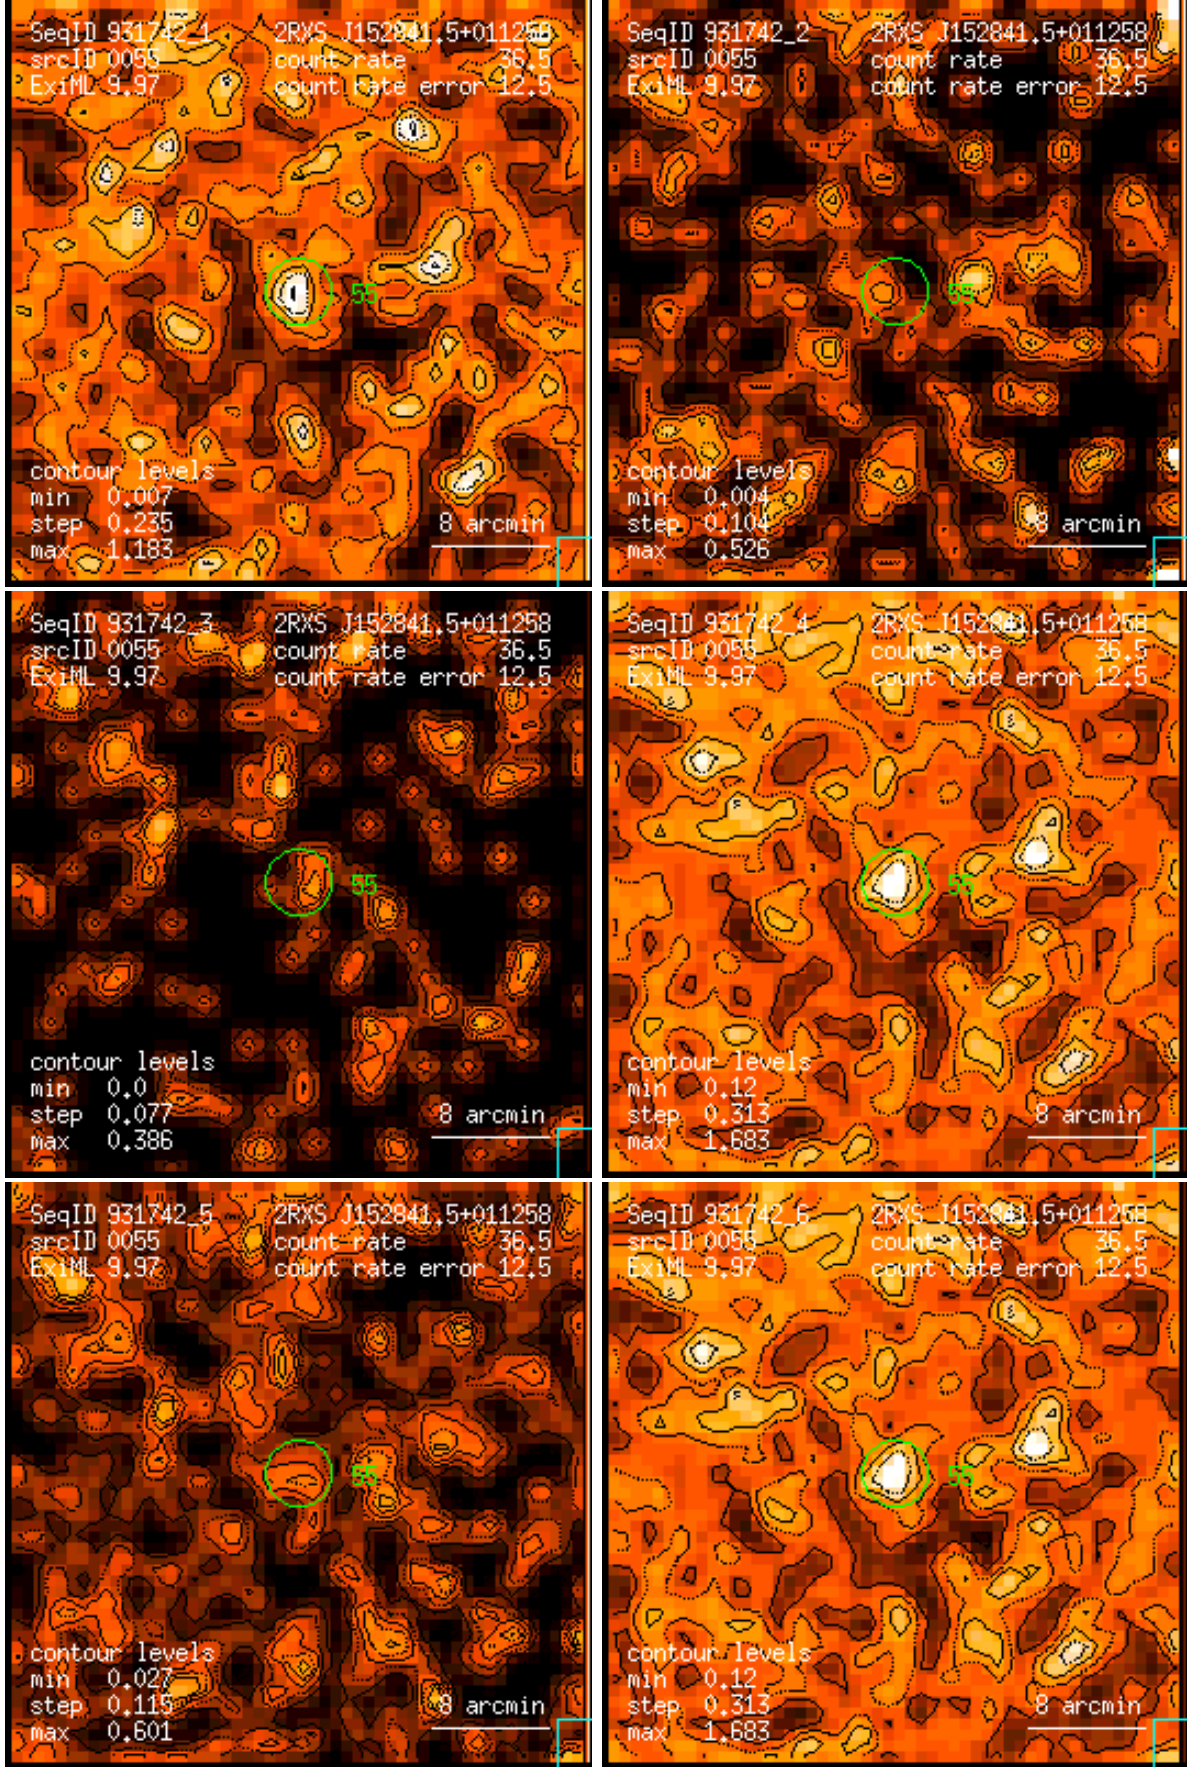 SeqID 931742_1 2RXS J152841.5+011258
srcID 0055 count rate 36.5
ExiML 9.97 count rate error 12.5
55
contour levels
min 0.007
step 0.235 8 arcmin
max 1.183
SeqID 931742_2 2RXS J152841.5+011258
srcID 0055 count rate 36.5
ExiML 9.97 count rate error 12.5
55
contour levels
min 0.004
step 0.104 8 arcmin
max 0.526
SeqID 931742_3 2RXS J152841.5+011258
srcID 0055 count rate 36.5
ExiML 9.97 count rate error 12.5
55
contour levels
min 0.0
step 0.077 8 arcmin
max 0.386
SeqID 931742_4 2RXS J152841.5+011258
srcID 0055 count rate 36.5
ExiML 9.97 count rate error 12.5
55
contour levels
min 0.12
step 0.313 8 arcmin
max 1.683
SeqID 931742_5 2RXS J152841.5+011258
srcID 0055 count rate 36.5
ExiML 9.97 count rate error 12.5
55
contour levels
min 0.027
step 0.115 8 arcmin
max 0.601
SeqID 931742_6 2RXS J152841.5+011258
srcID 0055 count rate 36.5
ExiML 9.97 count rate error 12.5
55
contour levels
min 0.12
step 0.313 8 arcmin
max 1.683